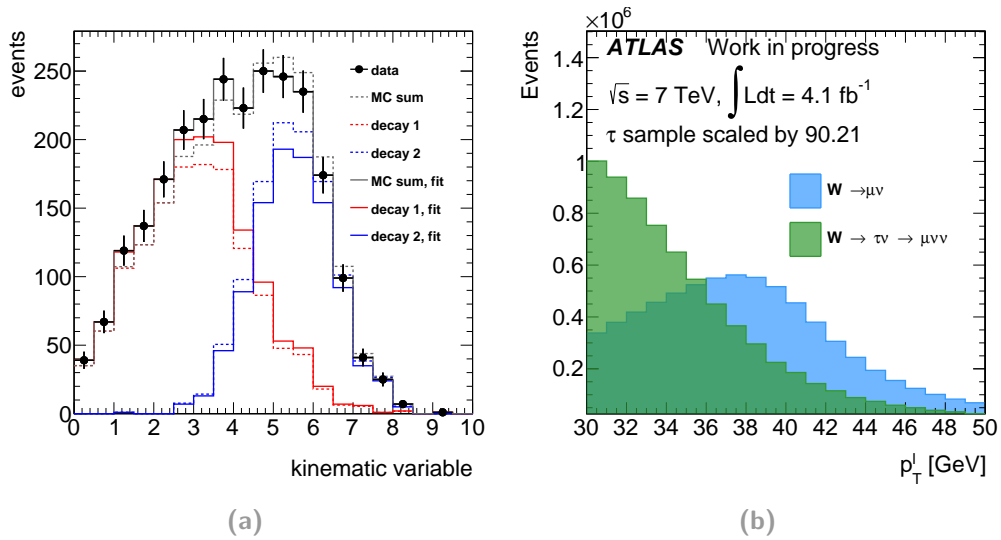 events
250
200
150
100
50
0
0 1 2 3 4 5 6 7 8 9 10
kinematic variable
data
MC sum
decay 1
decay 2
MC sum, fit
decay 1, fit
decay 2, fit
(a)
×10⁶
Events
1.4
1.2
1
0.8
0.6
0.4
0.2
30 32 34 36 38 40 42 44 46 48 50
p_T^l [GeV]
ATLAS Work in progress
√s = 7 TeV, ∫Ldt = 4.1 fb⁻¹
τ sample scaled by 90.21
W →μν
W → τν → μνν
(b)